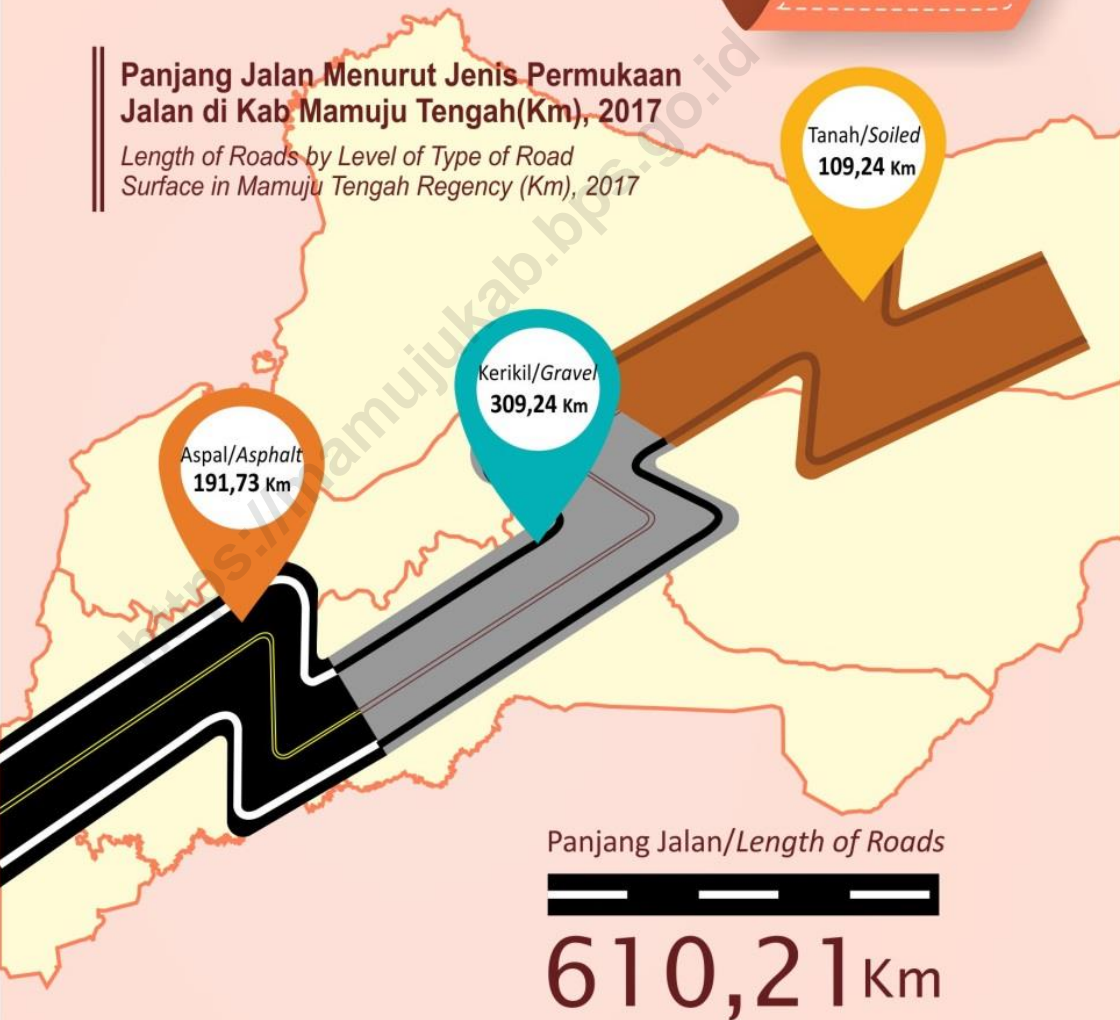 Panjang Jalan Menurut Jenis Permukaan
Jalan di Kab Mamuju Tengah(Km), 2017
Length of Roads by Level of Type of Road
Surface in Mamuju Tengah Regency (Km), 2017
Tanah/Soiled
109,24 Km
Kerikil/Gravel
309,24 Km
Aspal/Asphalt
191,73 Km
https://mamujukab.bps.go.id
Panjang Jalan/Length of Roads
610,21 Km